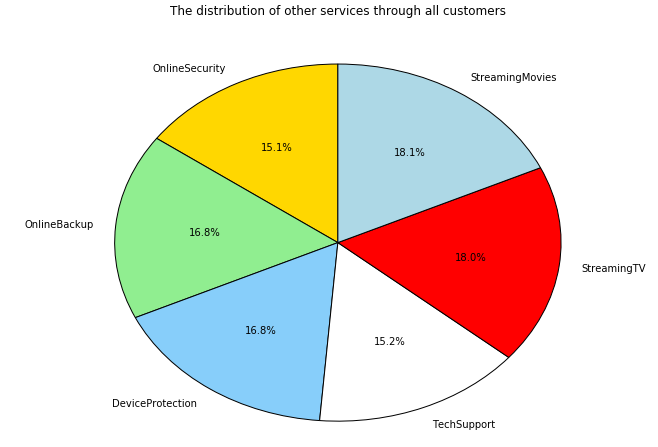 The distribution of other services through all customers
OnlineSecurity
StreamingMovies
15.1%
18.1%
OnlineBackup
16.8%
18.0%
StreamingTV
16.8%
15.2%
DeviceProtection
TechSupport